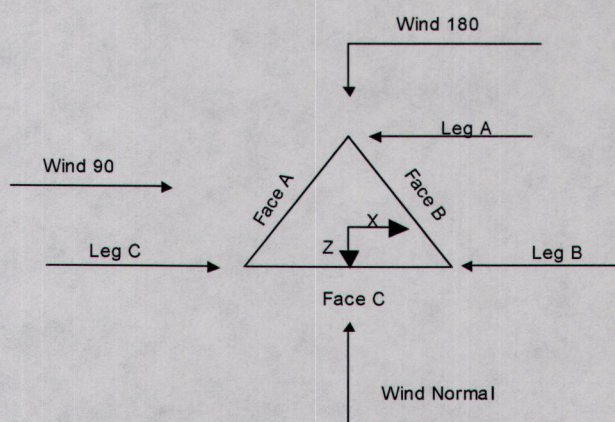 Wind 180
Leg A
Wind 90
Face A
Face B
X
Z
Leg C
Leg B
Face C
Wind Normal